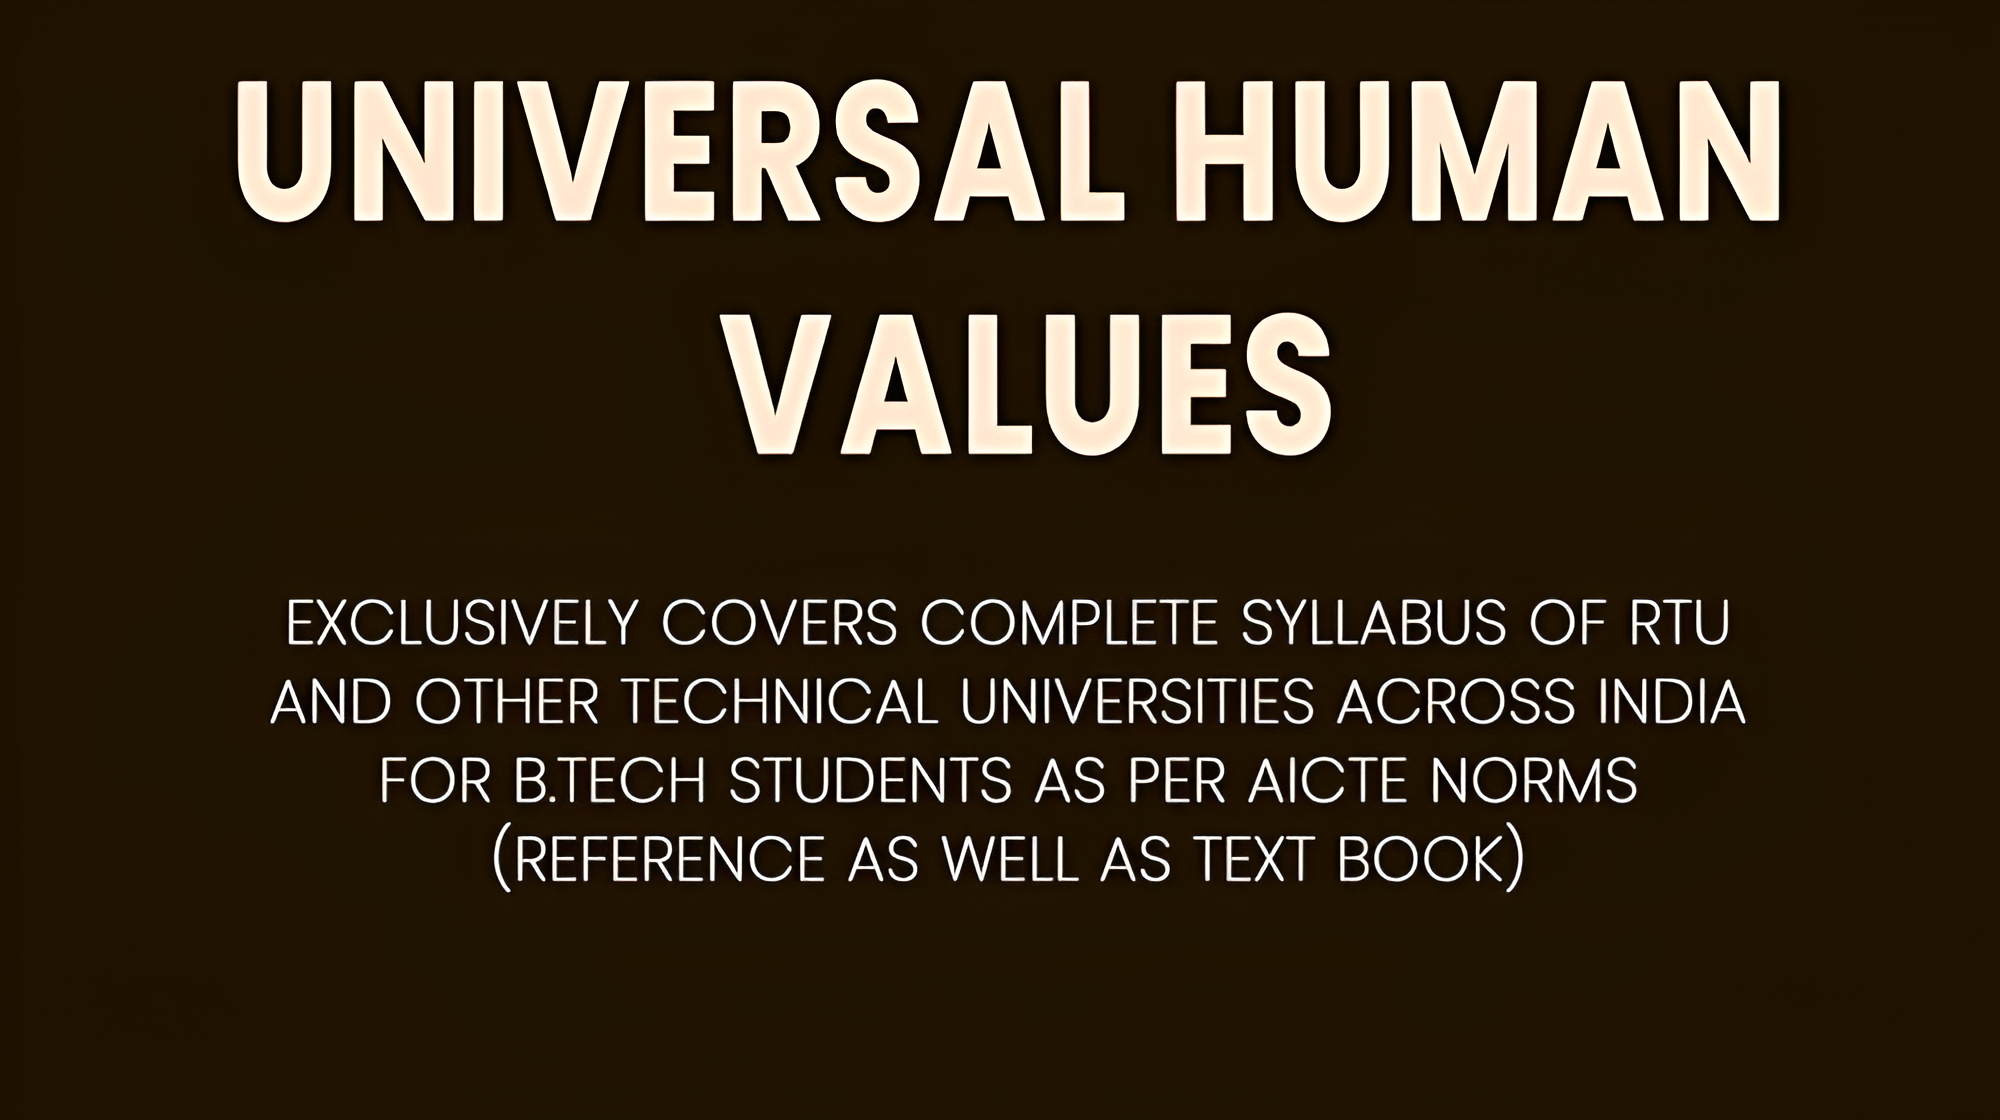 UNIVERSAL HUMAN
VALUES
EXCLUSIVELY COVERS COMPLETE SYLLABUS OF RTU
AND OTHER TECHNICAL UNIVERSITIES ACROSS INDIA
FOR B.TECH STUDENTS AS PER AICTE NORMS
(REFERENCE AS WELL AS TEXT BOOK)